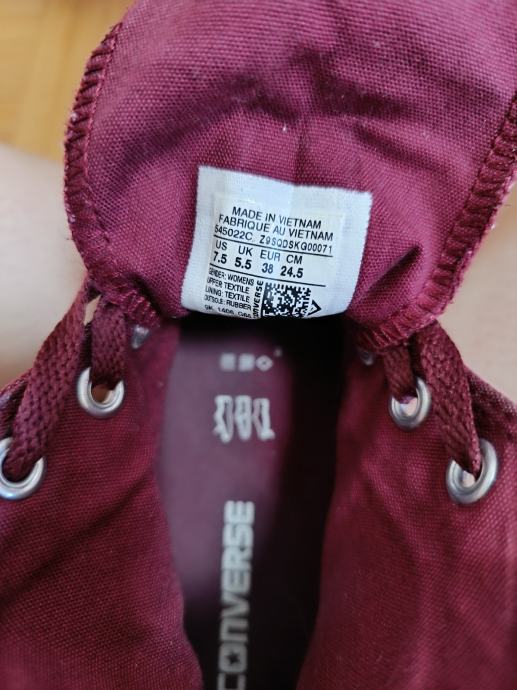 MADE IN VIETNAM
FABRIQUE AU VIETNAM
545022C. Z9SODSKG00071
US UK EUR CM
7.5 5.5 38 24.5
GENDER: WOMENS
UPPER: TEXTILE
LINING: TEXTILE
OUTSOLE: RUBBER
CONVERSE
CONVERSE